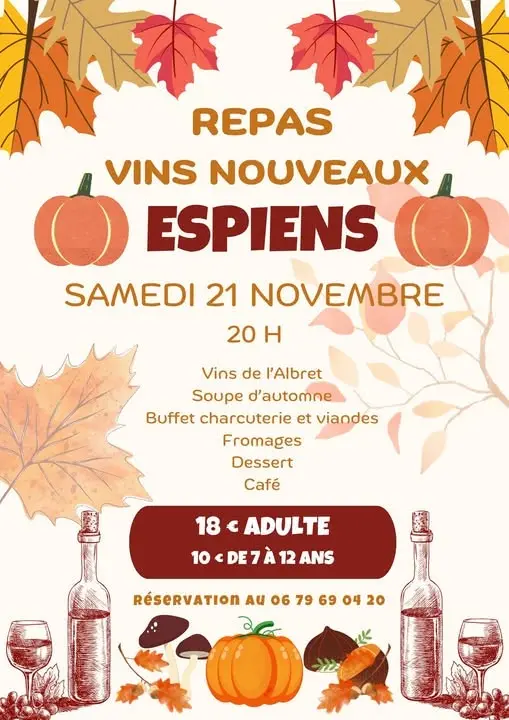 REPAS
VINS NOUVEAUX
ESPIENS
SAMEDI 21 NOVEMBRE
20 H
Vins de l'Albret
Soupe d'automne
Buffet charcuterie et viandes
Fromages
Dessert
Café
18 € ADULTE
10 € DE 7 À 12 ANS
Réservation au 06 79 69 04 20